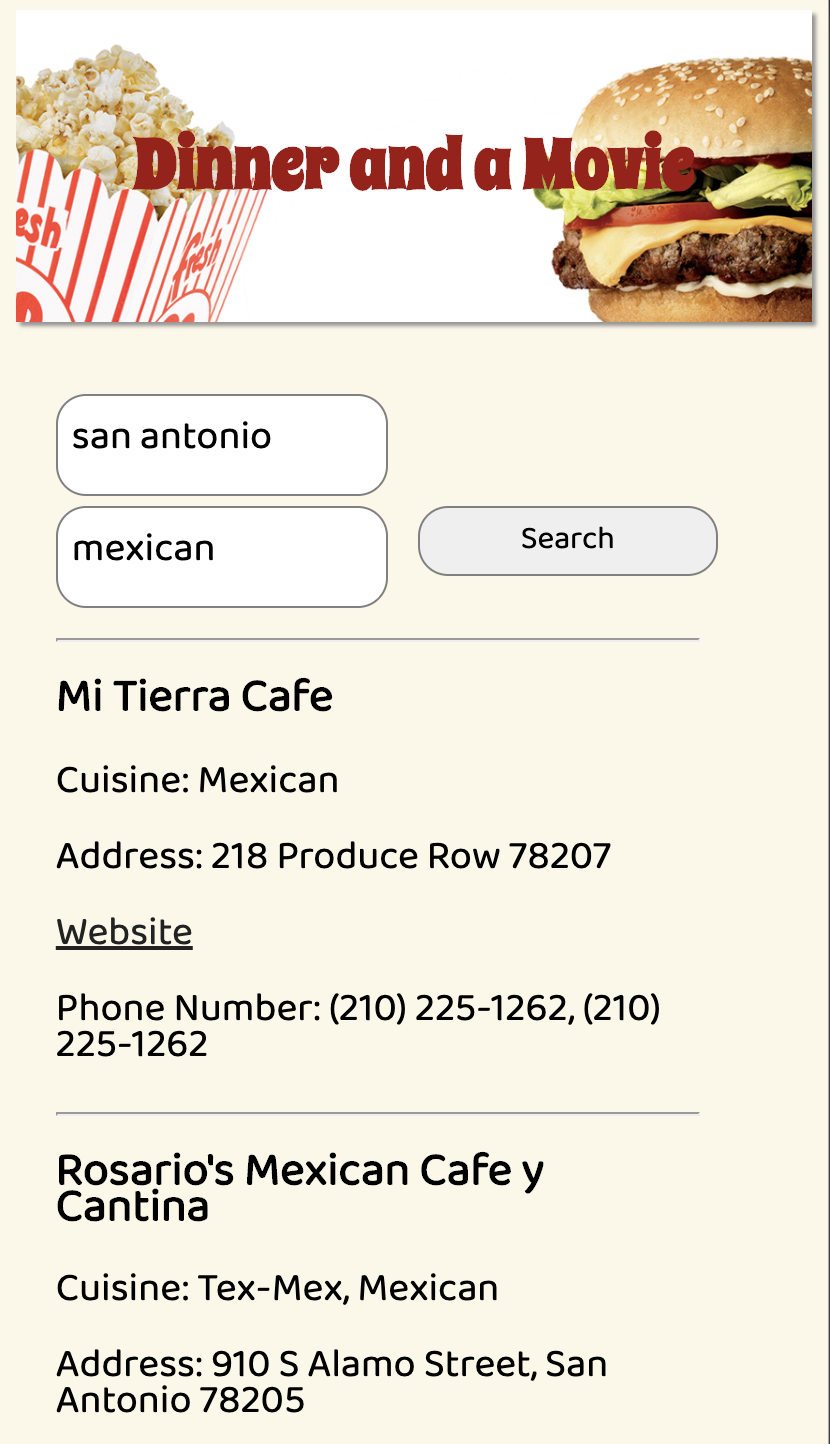 Dinner and a Movie
esh
fresh
san antonio
mexican
Search
Mi Tierra Cafe
Cuisine: Mexican
Address: 218 Produce Row 78207
Website
Phone Number: (210) 225-1262, (210)
225-1262
Rosario's Mexican Cafe y
Cantina
Cuisine: Tex-Mex, Mexican
Address: 910 S Alamo Street, San
Antonio 78205